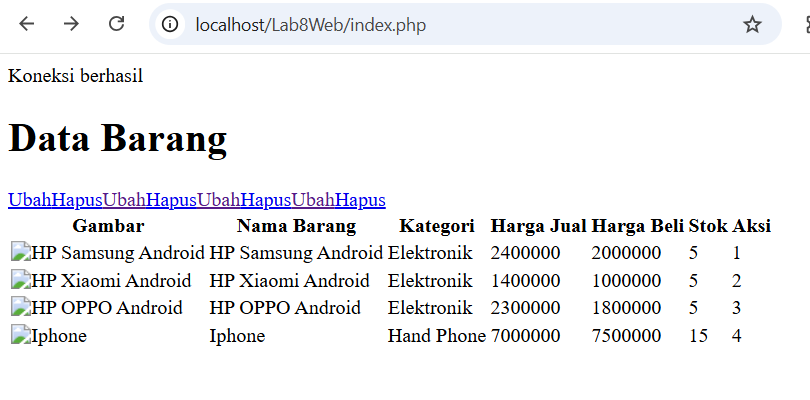 localhost/Lab8Web/index.php
Koneksi berhasil
Data Barang
UbahHapusUbahHapusUbahHapusUbahHapus
Gambar Nama Barang Kategori Harga Jual Harga Beli Stok Aksi
HP Samsung Android HP Samsung Android Elektronik 2400000 2000000 5 1
HP Xiaomi Android HP Xiaomi Android Elektronik 1400000 1000000 5 2
HP OPPO Android HP OPPO Android Elektronik 2300000 1800000 5 3
Iphone Iphone Hand Phone 7000000 7500000 15 4